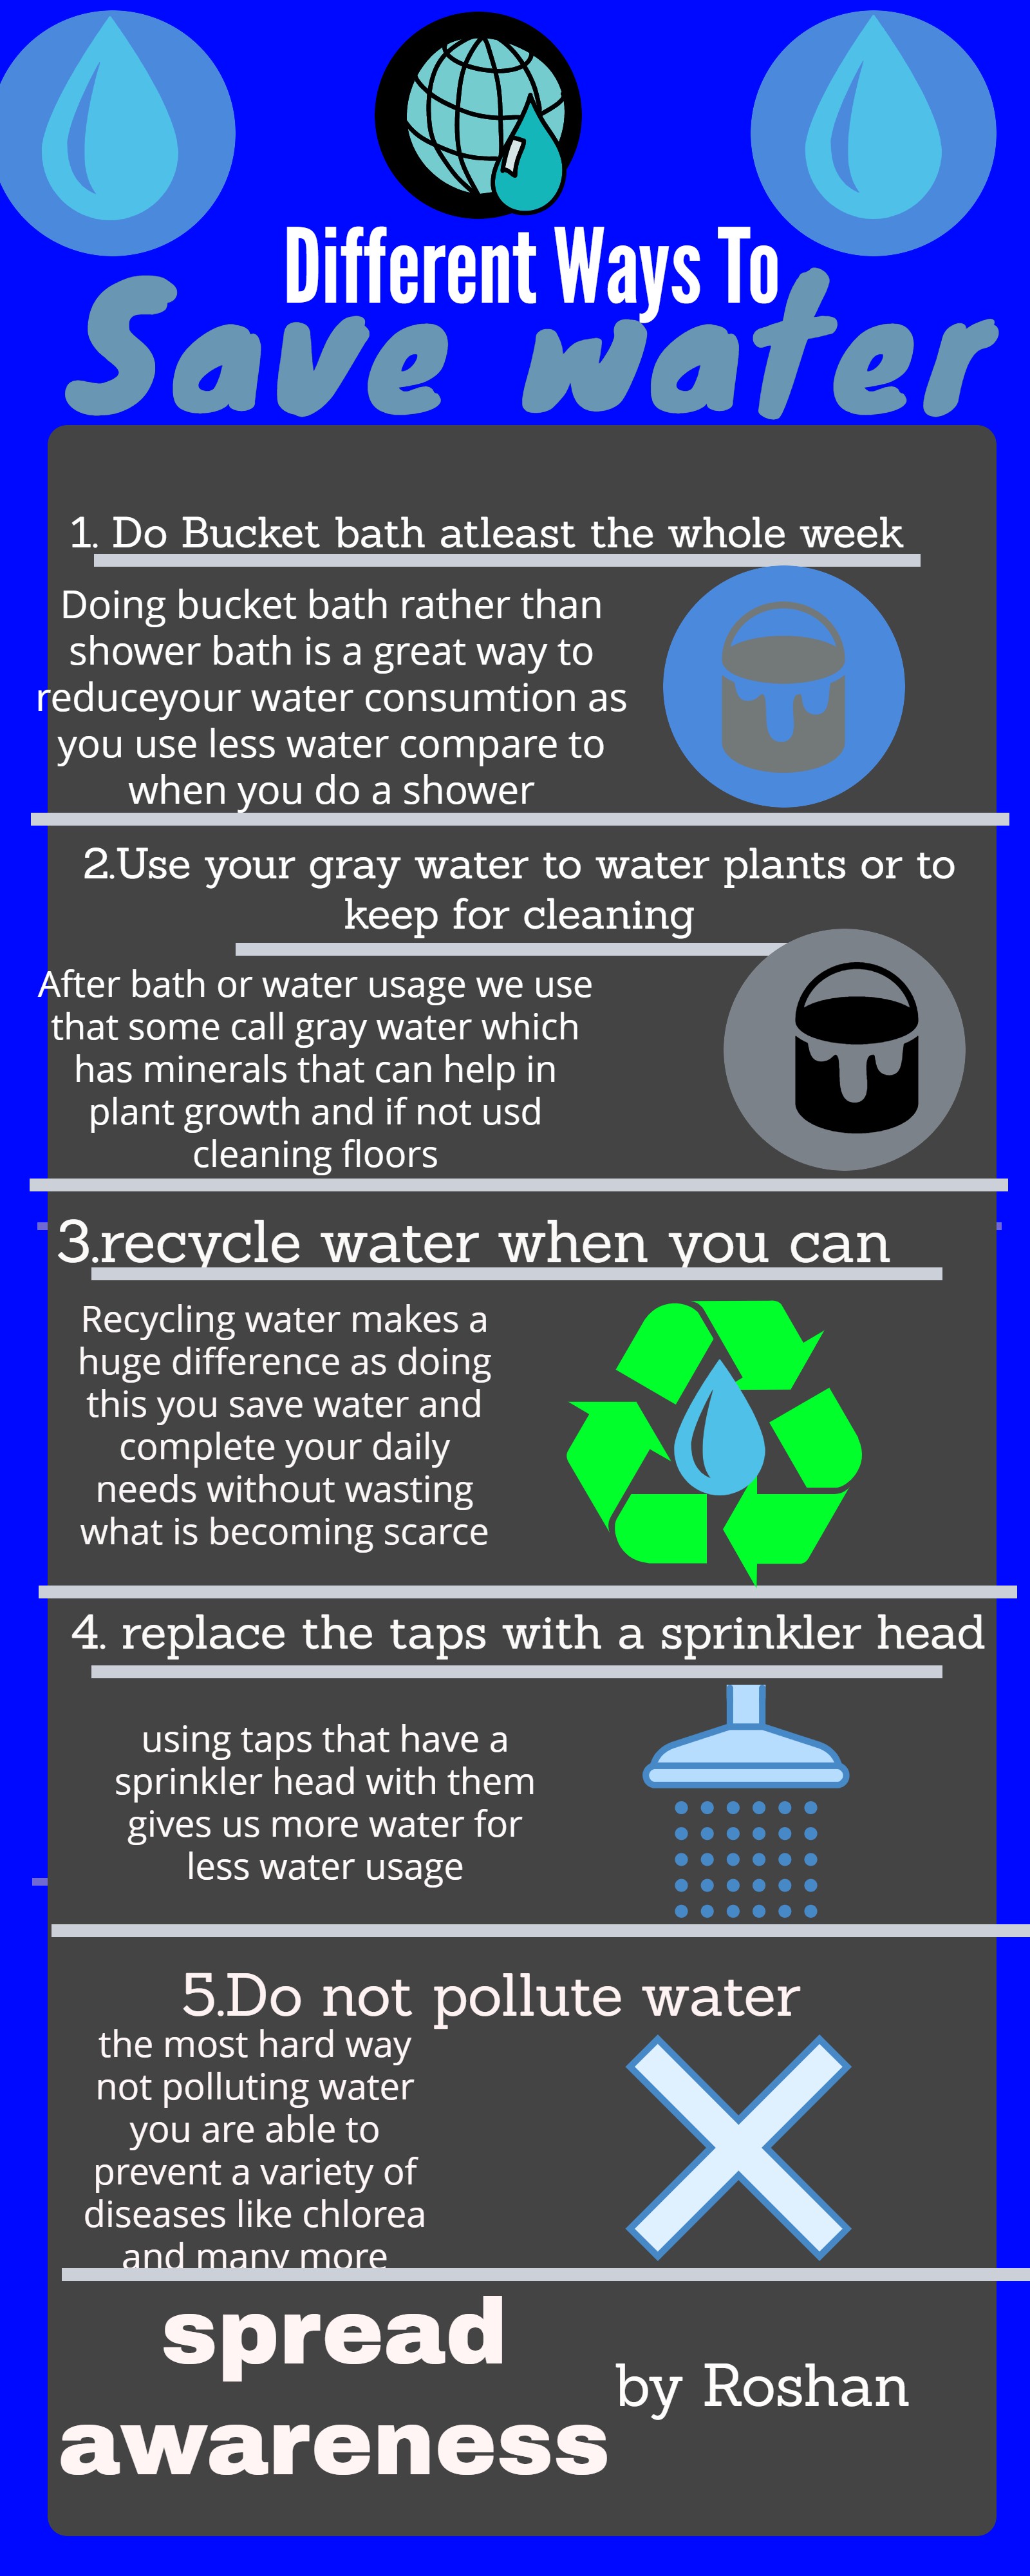 Different Ways To
Save water
1. Do Bucket bath atleast the whole week
Doing bucket bath rather than
shower bath is a great way to
reduceyour water consumtion as
you use less water compare to
when you do a shower
2.Use your gray water to water plants or to
keep for cleaning
After bath or water usage we use
that some call gray water which
has minerals that can help in
plant growth and if not usd
cleaning floors
3.recycle water when you can
Recycling water makes a
huge difference as doing
this you save water and
complete your daily
needs without wasting
what is becoming scarce
4. replace the taps with a sprinkler head
using taps that have a
sprinkler head with them
gives us more water for
less water usage
5.Do not pollute water
the most hard way
not polluting water
you are able to
prevent a variety of
diseases like chlorea
and many more
spread
awareness
by Roshan